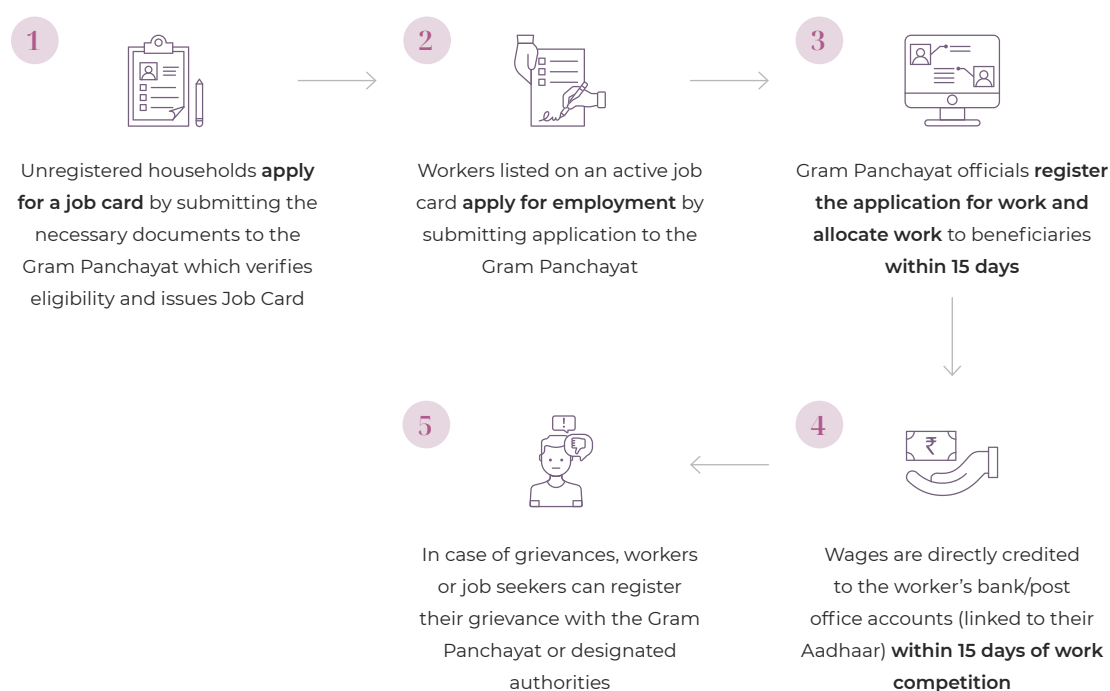 1
Unregistered households apply
for a job card by submitting the
necessary documents to the
Gram Panchayat which verifies
eligibility and issues Job Card
2
Workers listed on an active job
card apply for employment by
submitting application to the
Gram Panchayat
3
Gram Panchayat officials register
the application for work and
allocate work to beneficiaries
within 15 days
4
₹
Wages are directly credited
to the worker's bank/post
office accounts (linked to their
Aadhaar) within 15 days of work
competition
5
!
In case of grievances, workers
or job seekers can register
their grievance with the Gram
Panchayat or designated
authorities